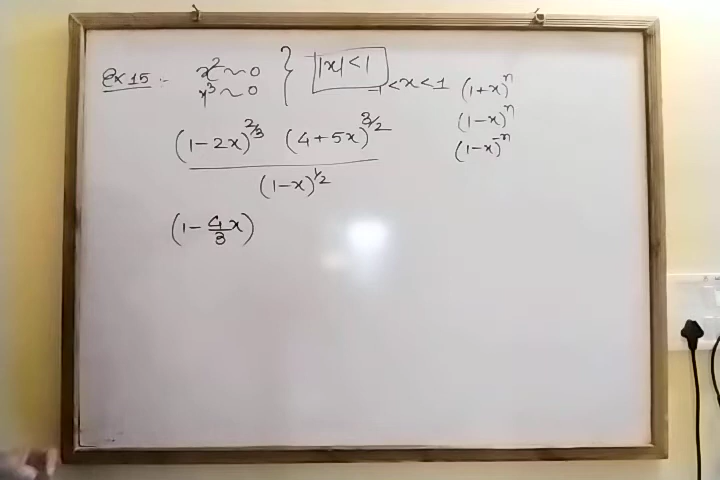 Ex 15 :-
x² ~ 0 } |x| < 1
x³ ~ 0
-1 < x < 1
(1+x)ⁿ
(1-x)ⁿ
(1-x)⁻ⁿ
(1-2x)^2/3 (4+5x)^3/2
(1-x)^1/2
(1 - 4/3 x)